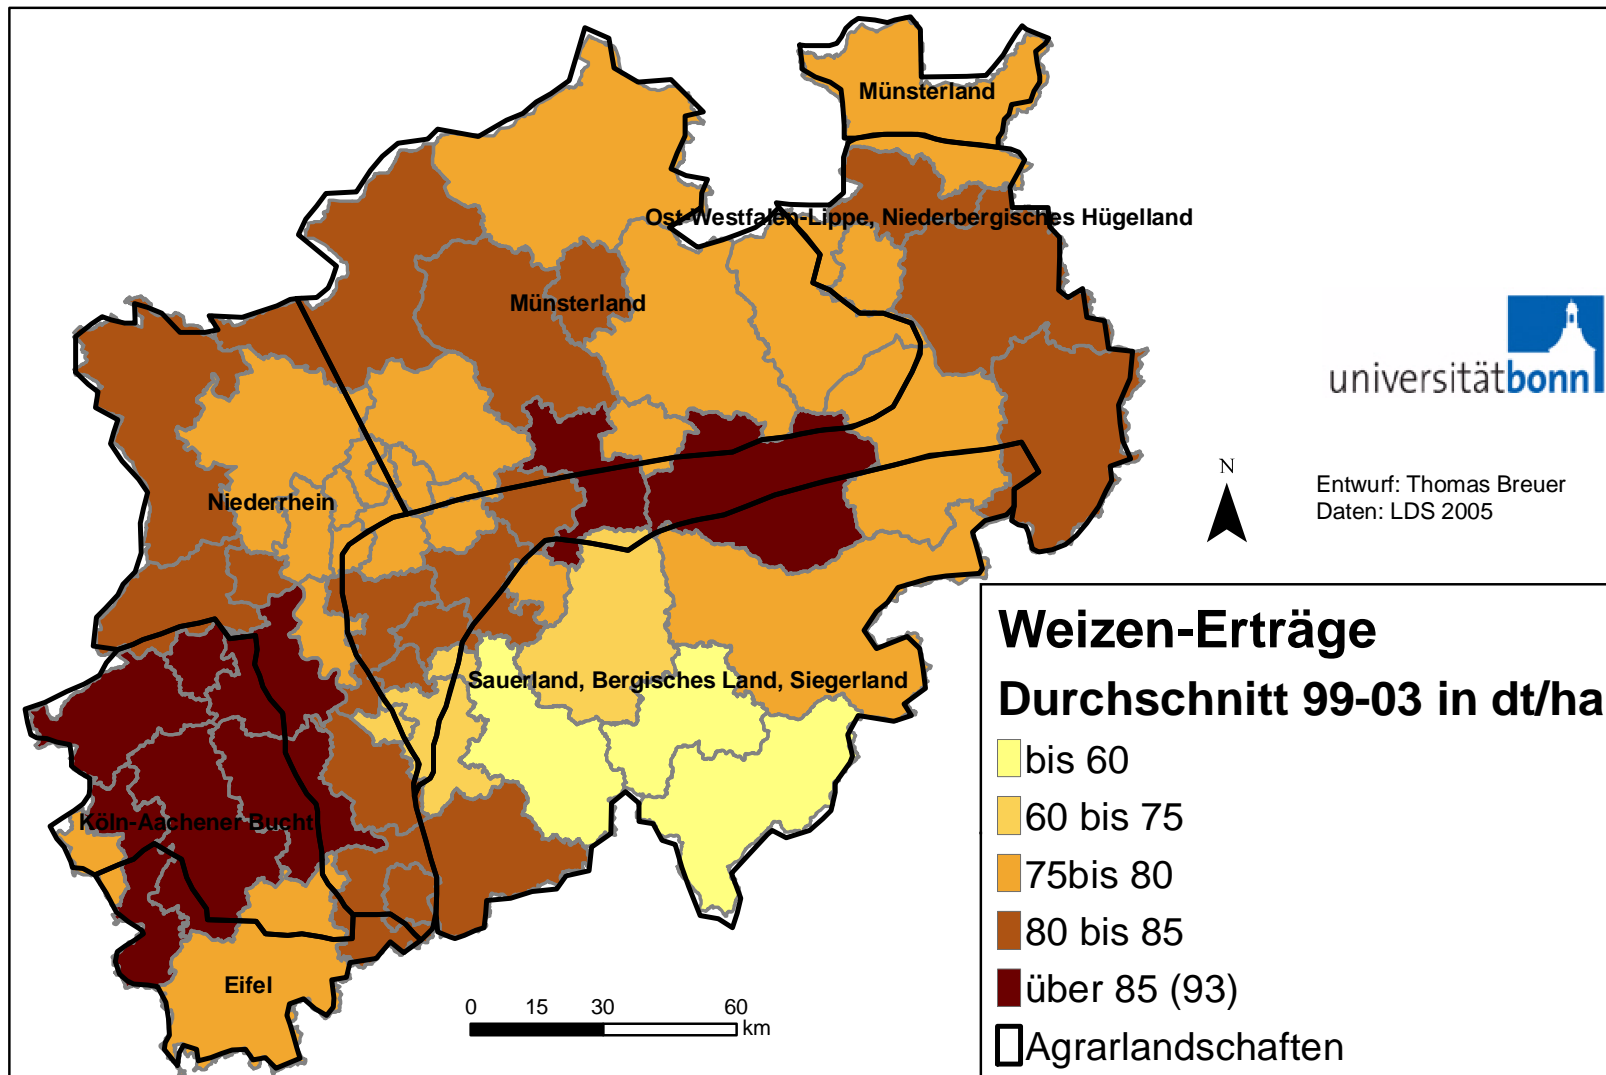 Münsterland
Ost-Westfalen-Lippe, Niederbergisches Hügelland
Münsterland
Niederrhein
Sauerland, Bergisches Land, Siegerland
Köln-Aachener Bucht
Eifel
0 15 30 60
km
universitätbonn
N
Entwurf: Thomas Breuer
Daten: LDS 2005
Weizen-Erträge
Durchschnitt 99-03 in dt/ha
bis 60
60 bis 75
75bis 80
80 bis 85
über 85 (93)
Agrarlandschaften